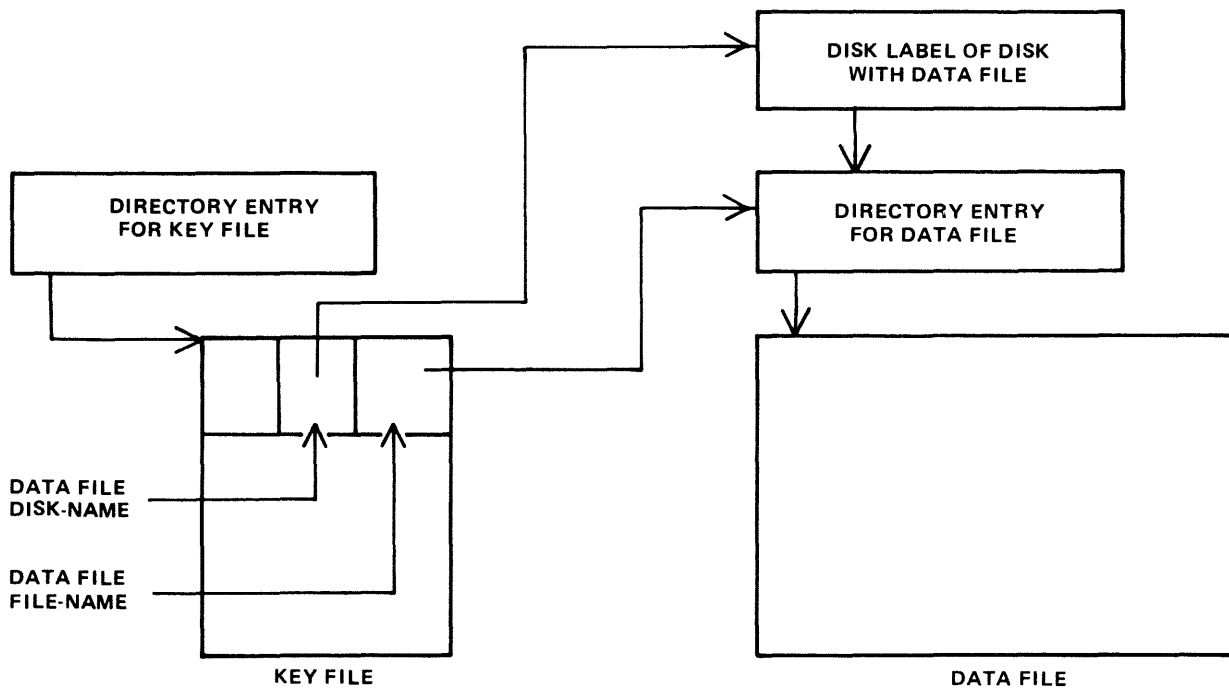 DISK LABEL OF DISK
WITH DATA FILE
DIRECTORY ENTRY
FOR KEY FILE
DIRECTORY ENTRY
FOR DATA FILE
DATA FILE
DISK-NAME
DATA FILE
FILE-NAME
KEY FILE
DATA FILE